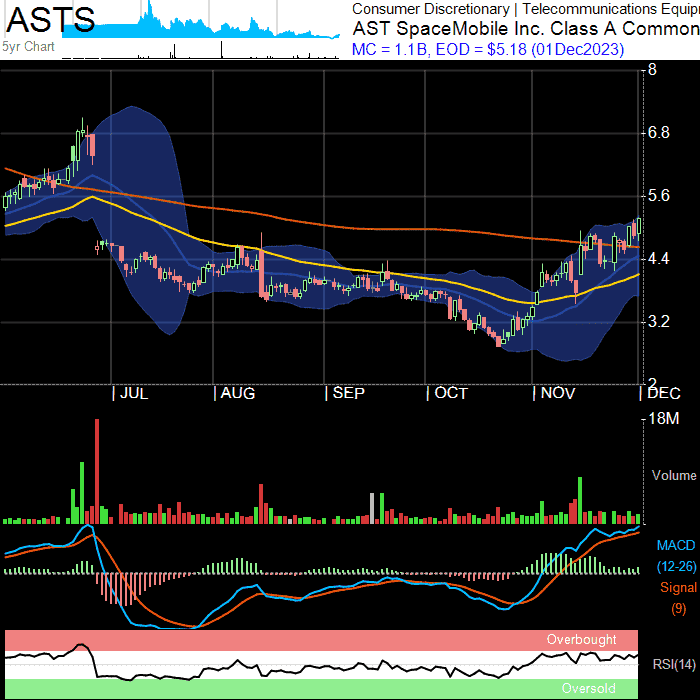 ASTS
Consumer Discretionary | Telecommunications Equip
AST SpaceMobile Inc. Class A Common
MC = 1.1B, EOD = $5.18 (01Dec2023)
5yr Chart
8
6.8
5.6
4.4
3.2
2
JUL
AUG
SEP
OCT
NOV
DEC
18M
Volume
MACD
(12-26)
Signal
(9)
Overbought
RSI(14)
Oversold